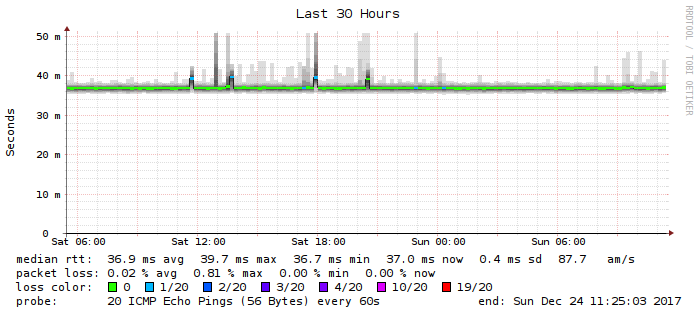 Last 30 Hours
RRDTOOL / TOBI OETIKER
Seconds
50 m
40 m
30 m
20 m
10 m
0
Sat 06:00 Sat 12:00 Sat 18:00 Sun 00:00 Sun 06:00
median rtt: 36.9 ms avg 39.7 ms max 36.7 ms min 37.0 ms now 0.4 ms sd 87.7 am/s
packet loss: 0.02 % avg 0.81 % max 0.00 % min 0.00 % now
loss color: 0 1/20 2/20 3/20 4/20 10/20 19/20
probe: 20 ICMP Echo Pings (56 Bytes) every 60s end: Sun Dec 24 11:25:03 2017